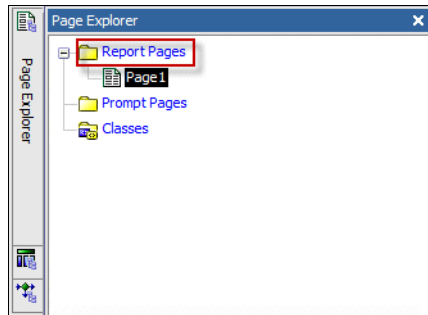 Page Explorer
Page Explorer
Report Pages
Page1
Prompt Pages
Classes